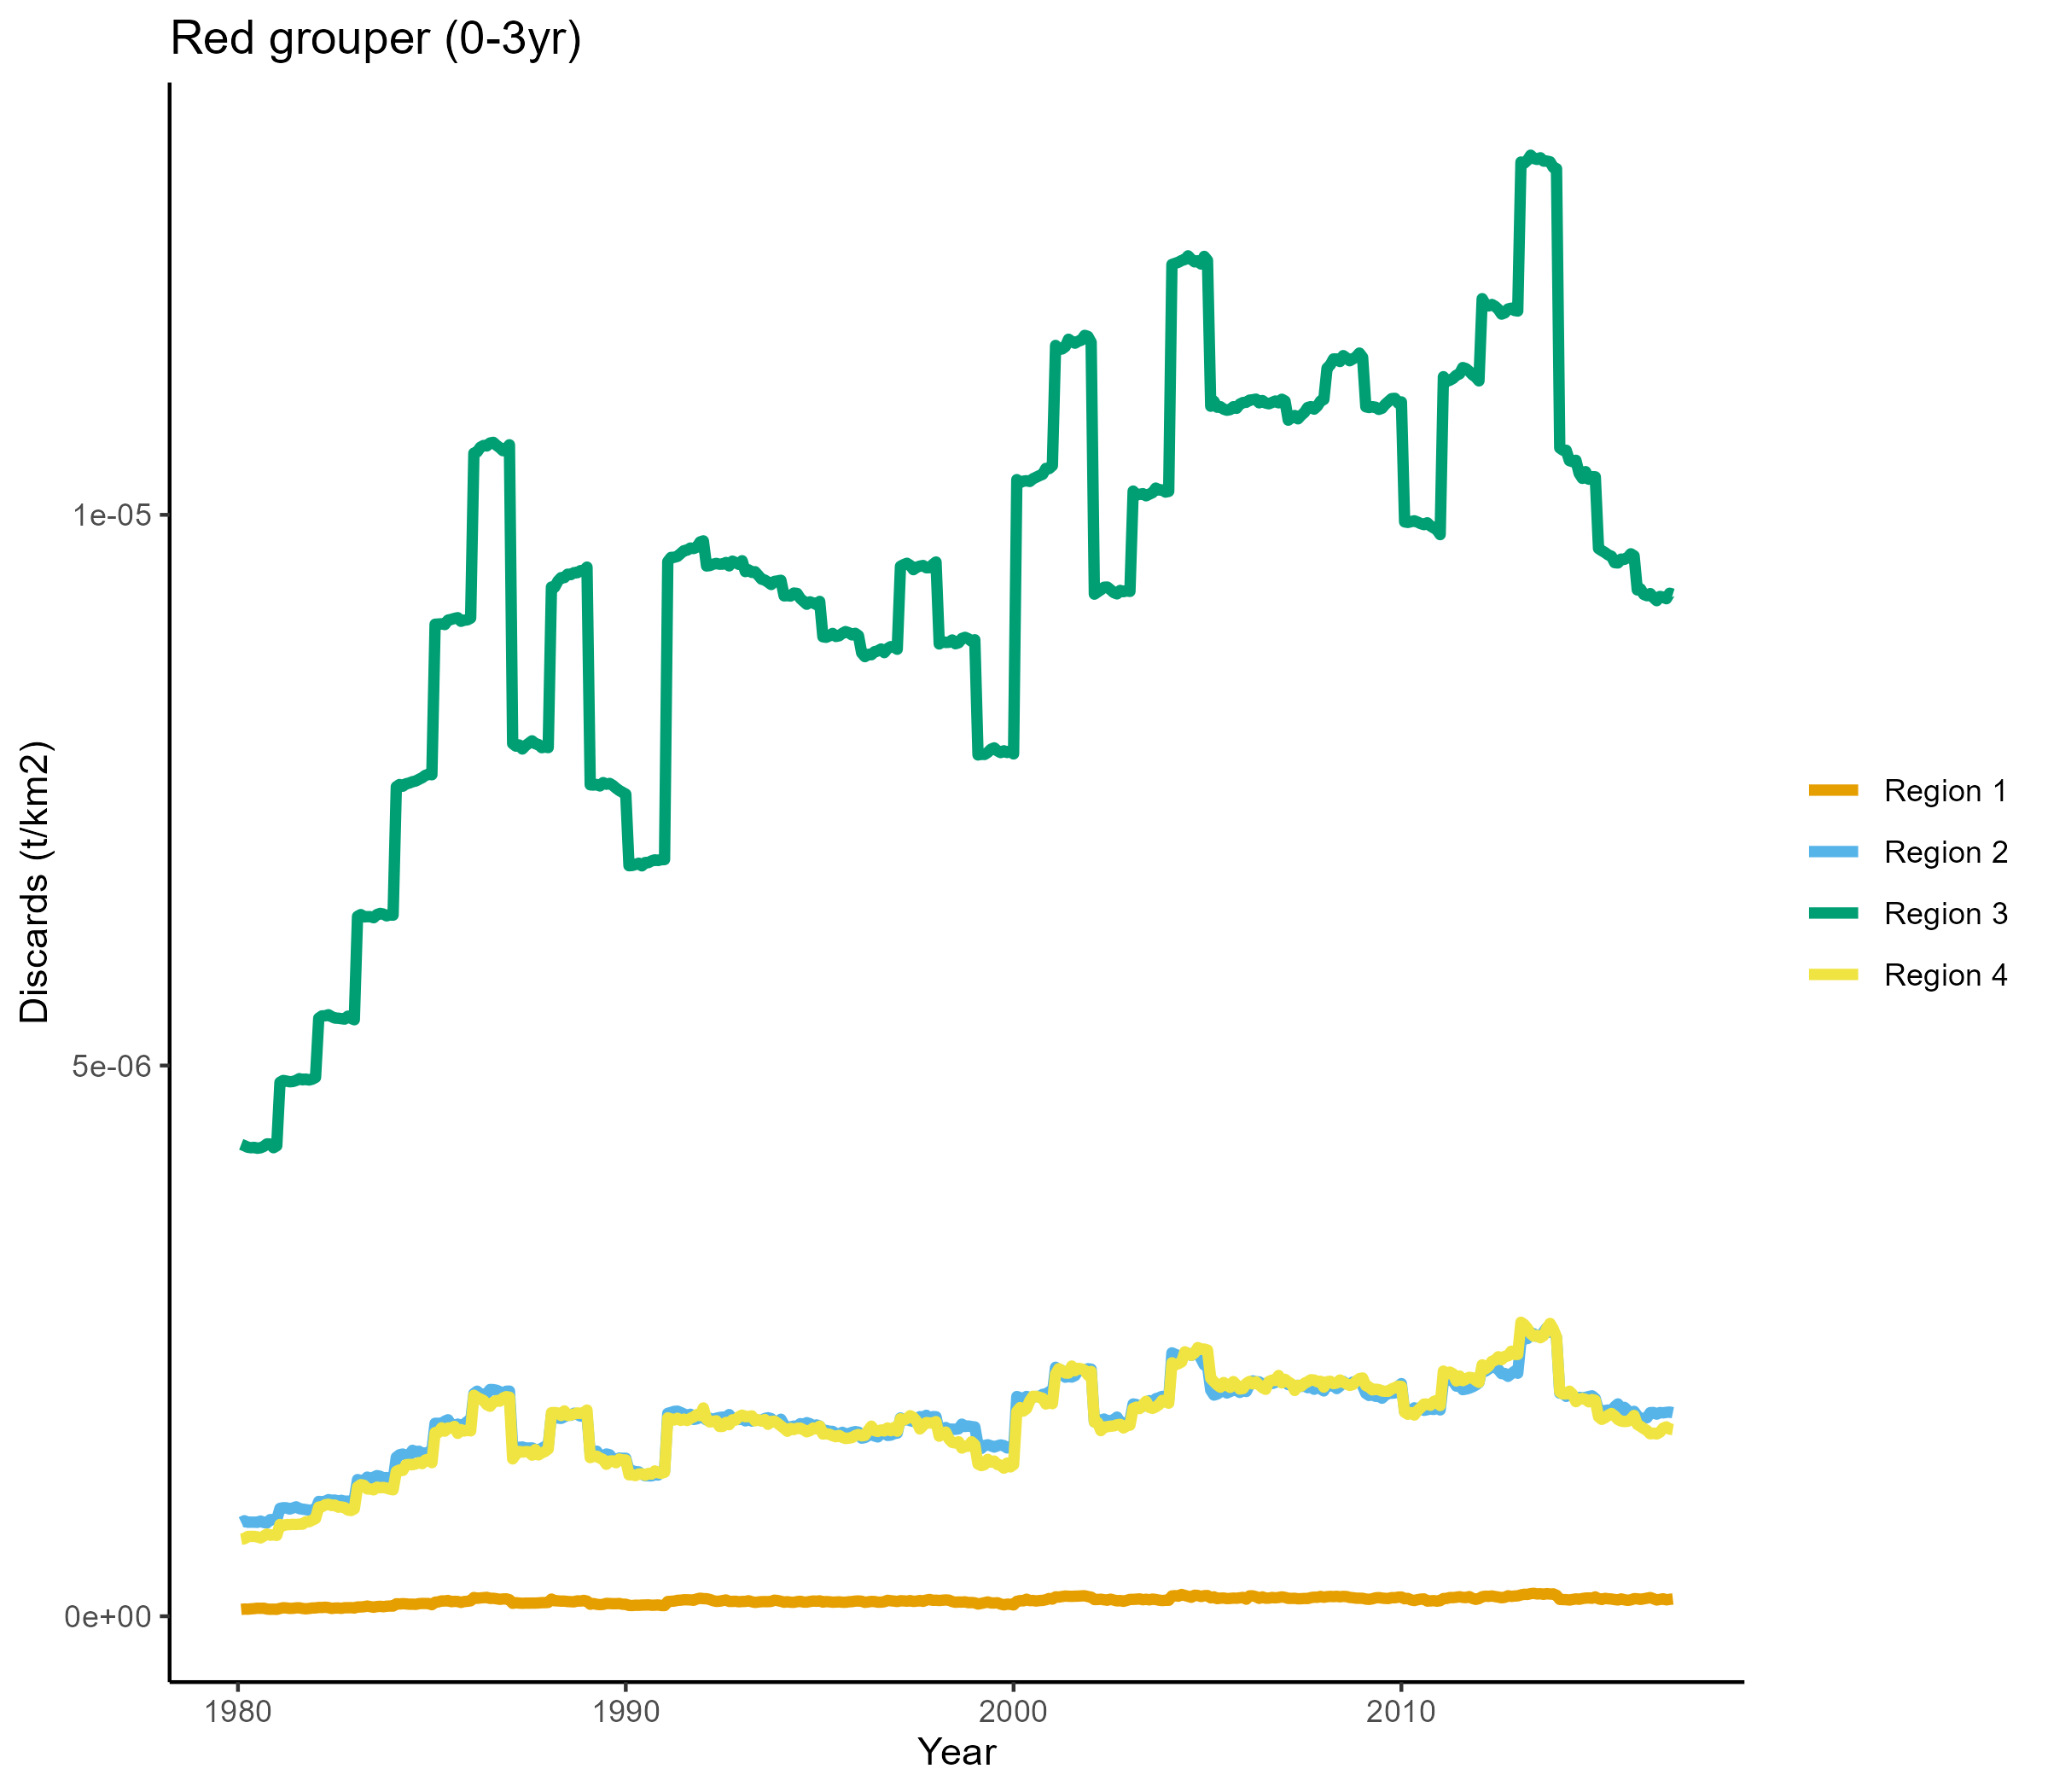 Red grouper (0-3yr)
Discards (t/km2)
1e-05
5e-06
0e+00
1980 1990 2000 2010
Year
Region 1
Region 2
Region 3
Region 4